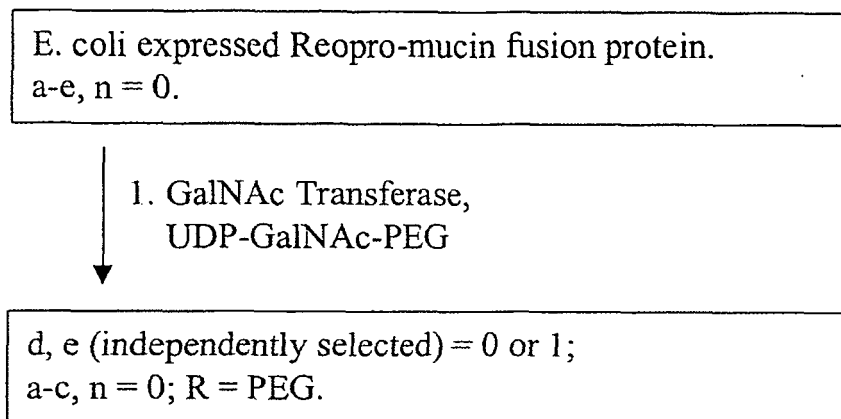 E. coli expressed Reopro-mucin fusion protein.
a-e, n = 0.
1. GalNAc Transferase,
UDP-GalNAc-PEG
d, e (independently selected) = 0 or 1;
a-c, n = 0; R = PEG.